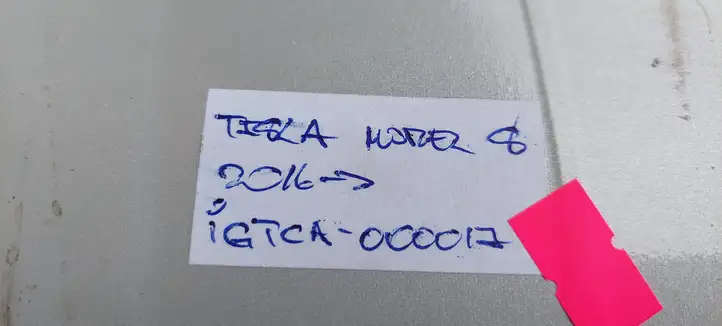 TESLA MODEL S
2016->
iGTCA-000017